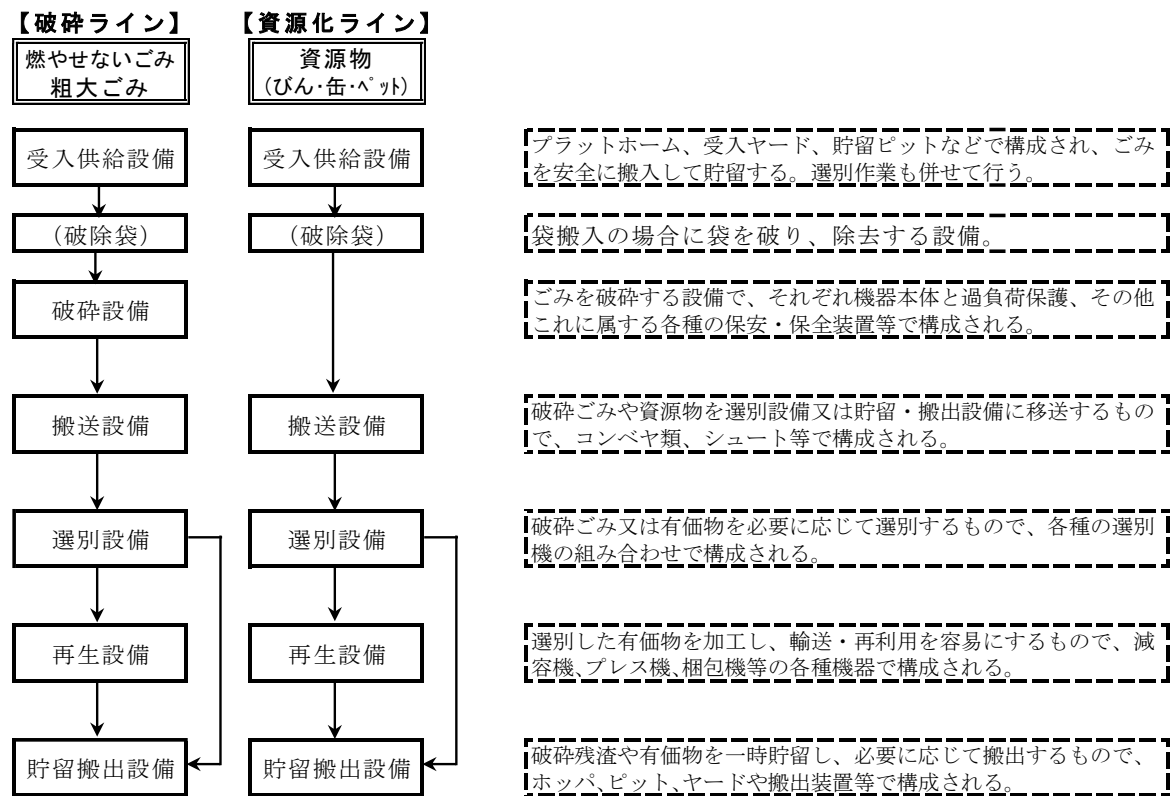 【破砕ライン】
【資源化ライン】
燃やせないごみ
粗大ごみ
資源物
(びん･缶･ﾍﾟｯﾄ)
受入供給設備
受入供給設備
プラットホーム、受入ヤード、貯留ピットなどで構成され、ごみ
を安全に搬入して貯留する。選別作業も併せて行う。
(破除袋)
(破除袋)
袋搬入の場合に袋を破り、除去する設備。
破砕設備
ごみを破砕する設備で、それぞれ機器本体と過負荷保護、その他
これに属する各種の保安・保全装置等で構成される。
搬送設備
搬送設備
破砕ごみや資源物を選別設備又は貯留・搬出設備に移送するもの
で、コンベヤ類、シュート等で構成される。
選別設備
選別設備
破砕ごみ又は有価物を必要に応じて選別するもので、各種の選別
機の組み合わせで構成される。
再生設備
再生設備
選別した有価物を加工し、輸送・再利用を容易にするもので、減
容機､プレス機､梱包機等の各種機器で構成される。
貯留搬出設備
貯留搬出設備
破砕残渣や有価物を一時貯留し、必要に応じて搬出するもので、
ホッパ､ピット､ヤードや搬出装置等で構成される。